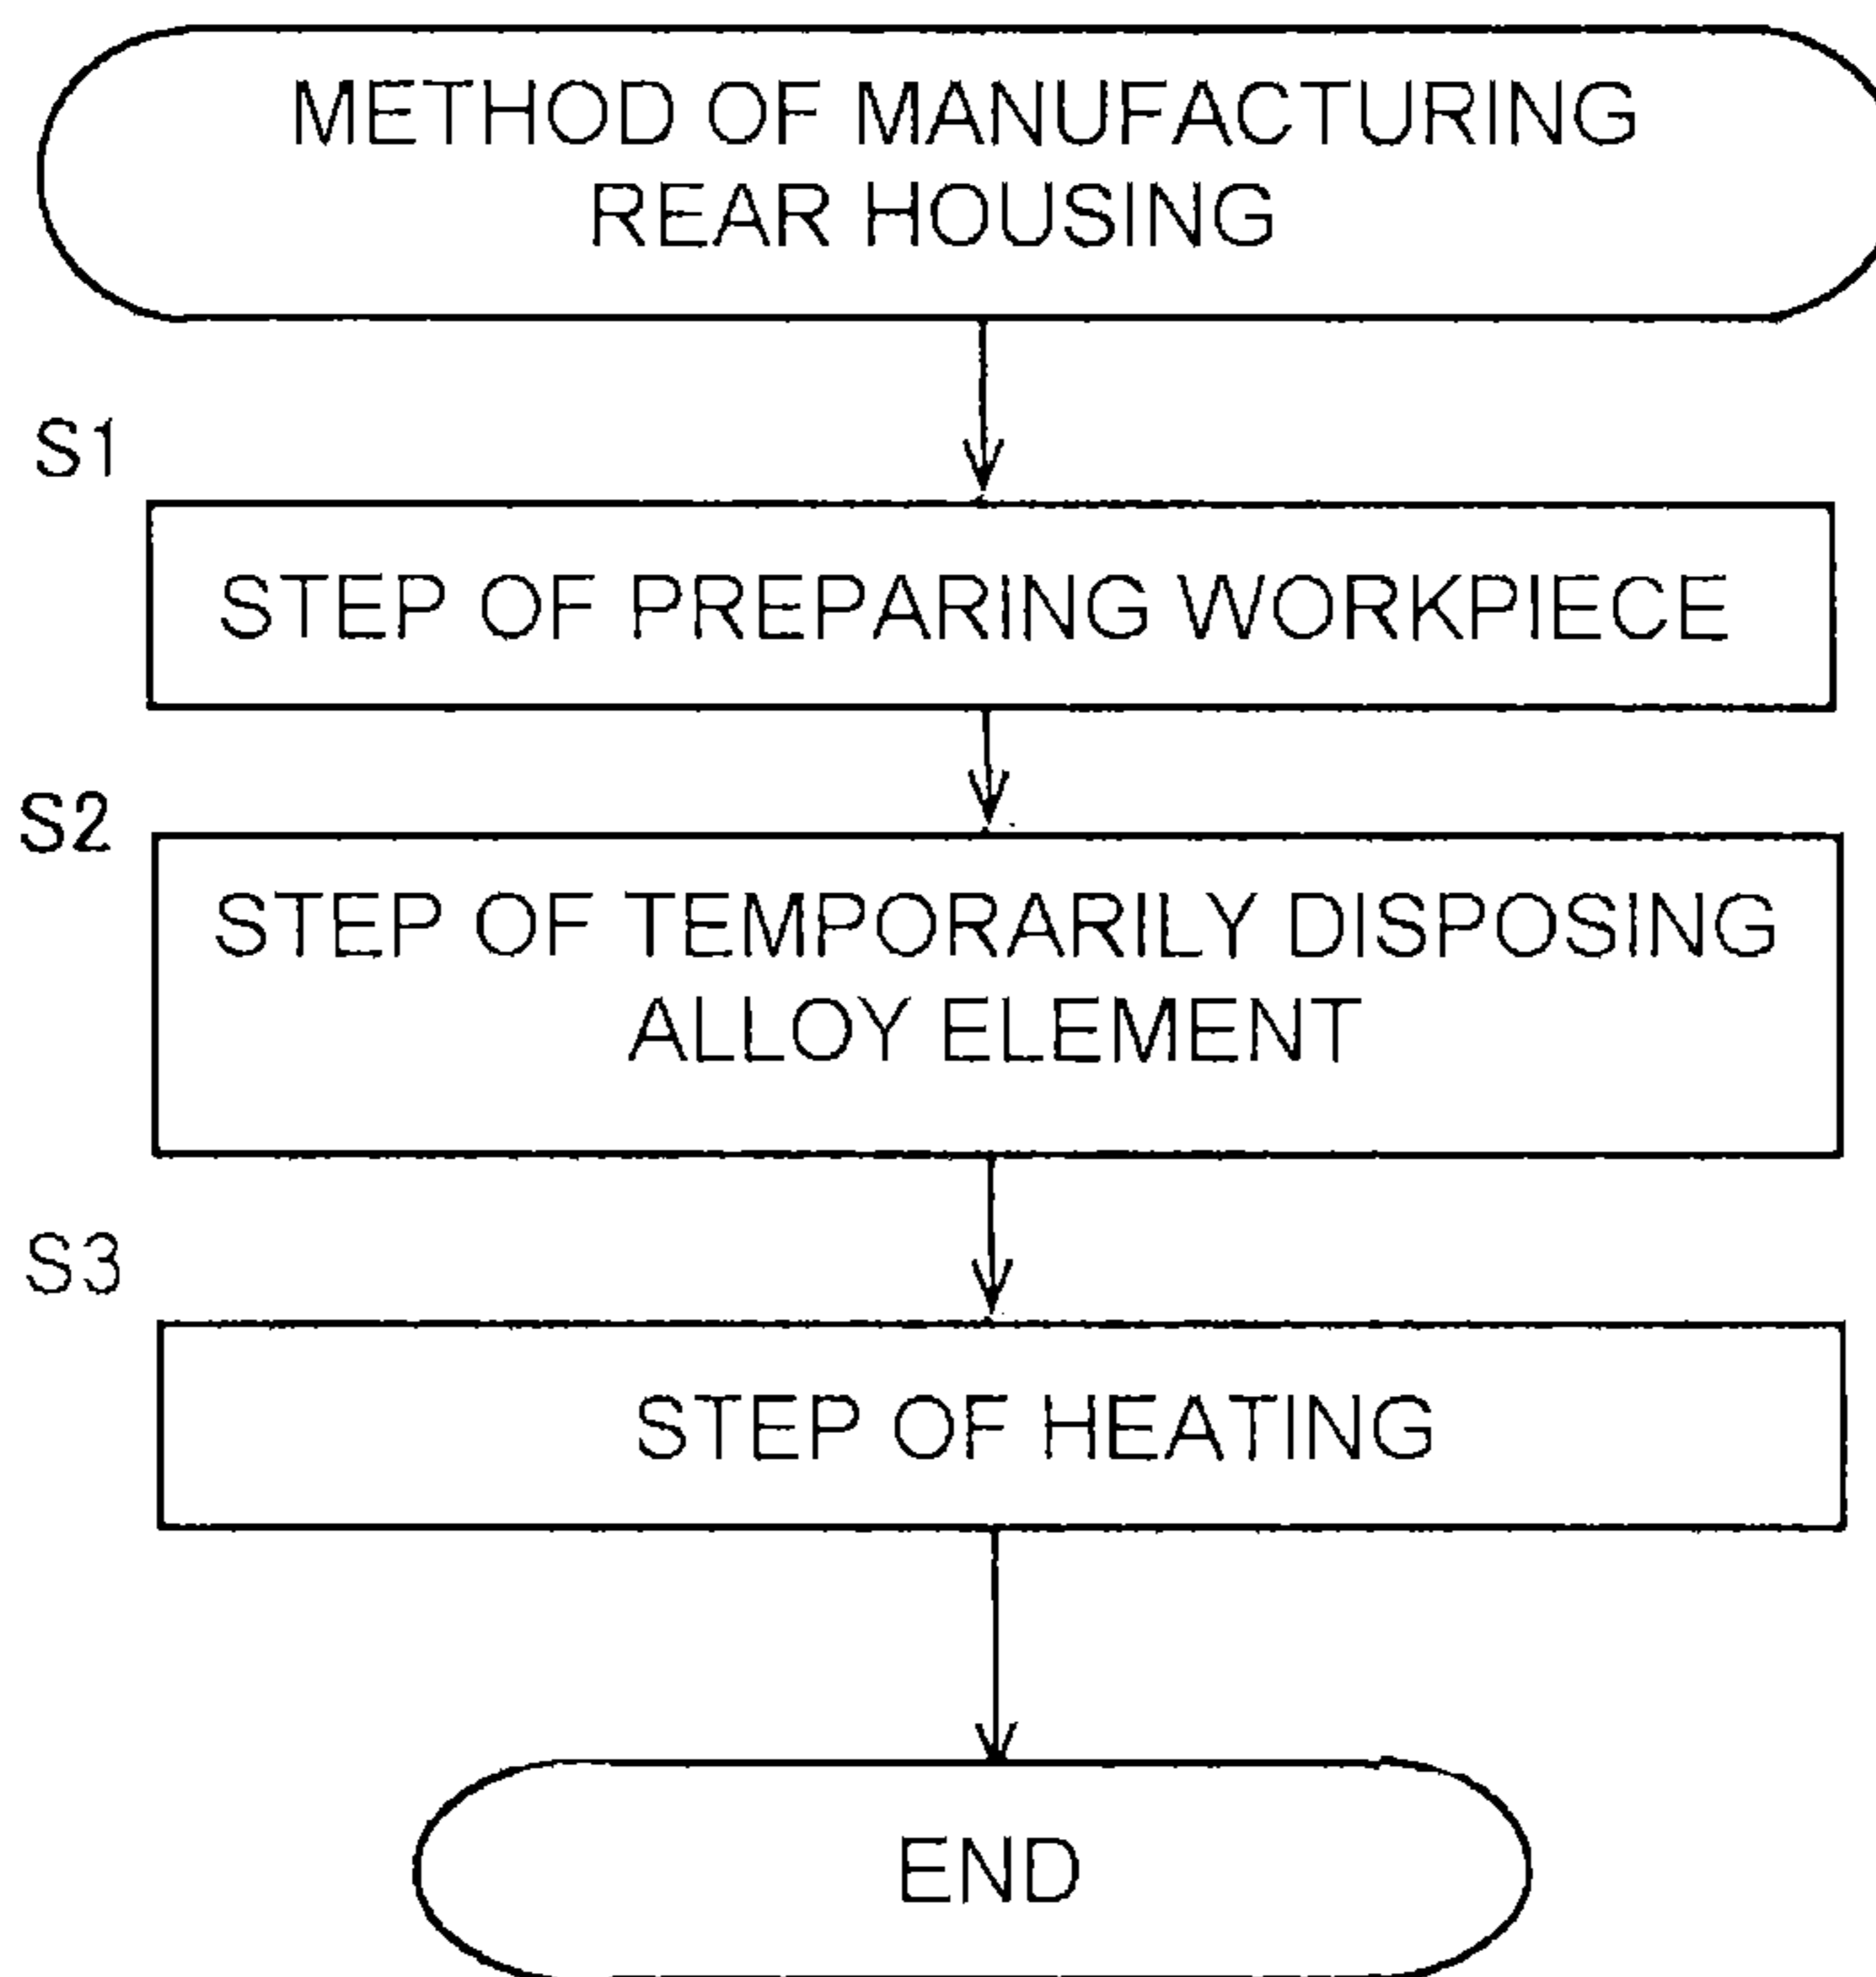 METHOD OF MANUFACTURING
REAR HOUSING
S1
STEP OF PREPARING WORKPIECE
S2
STEP OF TEMPORARILY DISPOSING
ALLOY ELEMENT
S3
STEP OF HEATING
END